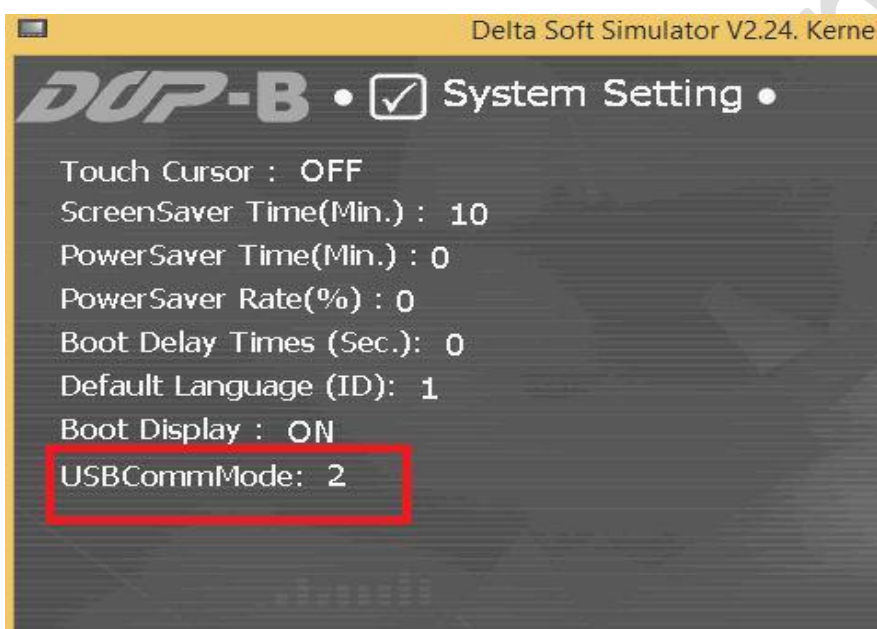 Delta Soft Simulator V2.24. Kerne
DOP-B • System Setting •
Touch Cursor : OFF
ScreenSaver Time(Min.) : 10
PowerSaver Time(Min.) : 0
PowerSaver Rate(%) : 0
Boot Delay Times (Sec.): 0
Default Language (ID): 1
Boot Display : ON
USBCommMode: 2